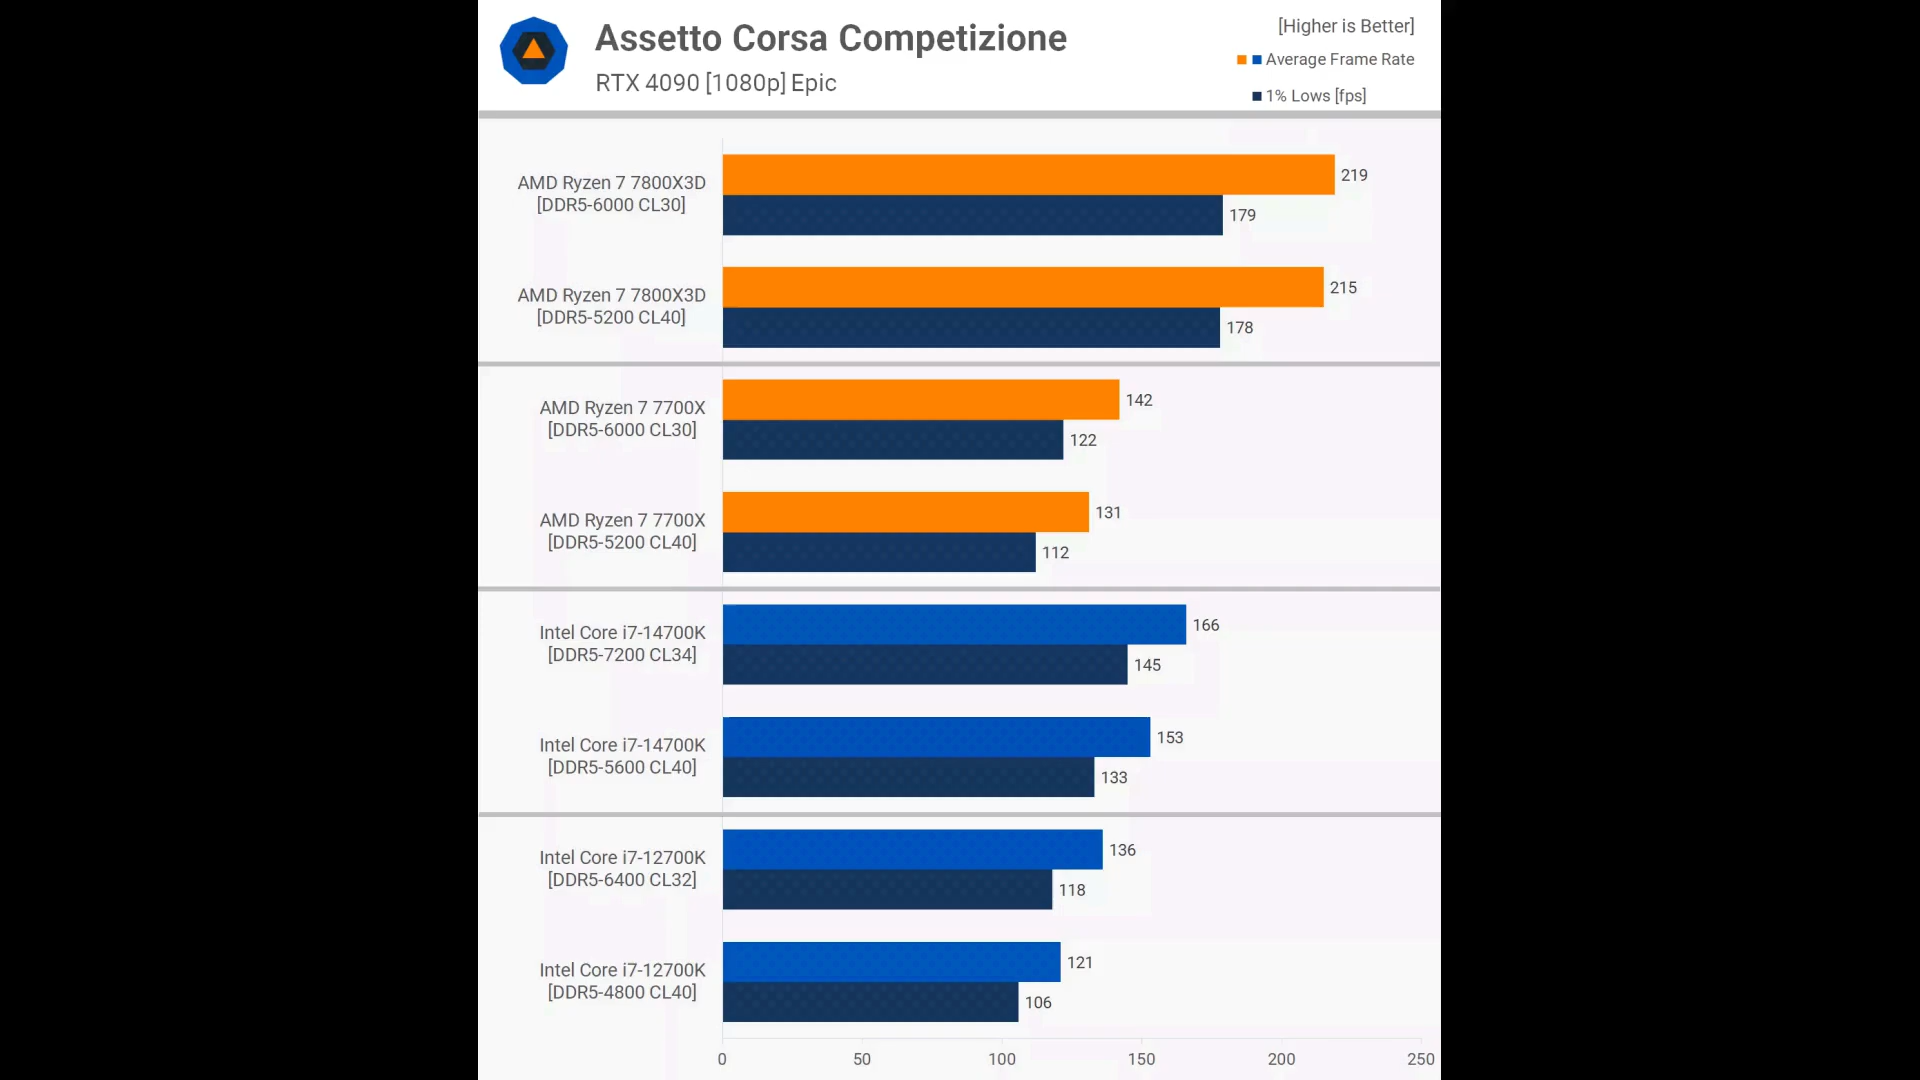 Assetto Corsa Competizione
RTX 4090 [1080p] Epic
[Higher is Better]
Average Frame Rate
1% Lows [fps]
AMD Ryzen 7 7800X3D
[DDR5-6000 CL30]
219
179
AMD Ryzen 7 7800X3D
[DDR5-5200 CL40]
215
178
AMD Ryzen 7 7700X
[DDR5-6000 CL30]
142
122
AMD Ryzen 7 7700X
[DDR5-5200 CL40]
131
112
Intel Core i7-14700K
[DDR5-7200 CL34]
166
145
Intel Core i7-14700K
[DDR5-5600 CL40]
153
133
Intel Core i7-12700K
[DDR5-6400 CL32]
136
118
Intel Core i7-12700K
[DDR5-4800 CL40]
121
106
0 50 100 150 200 250